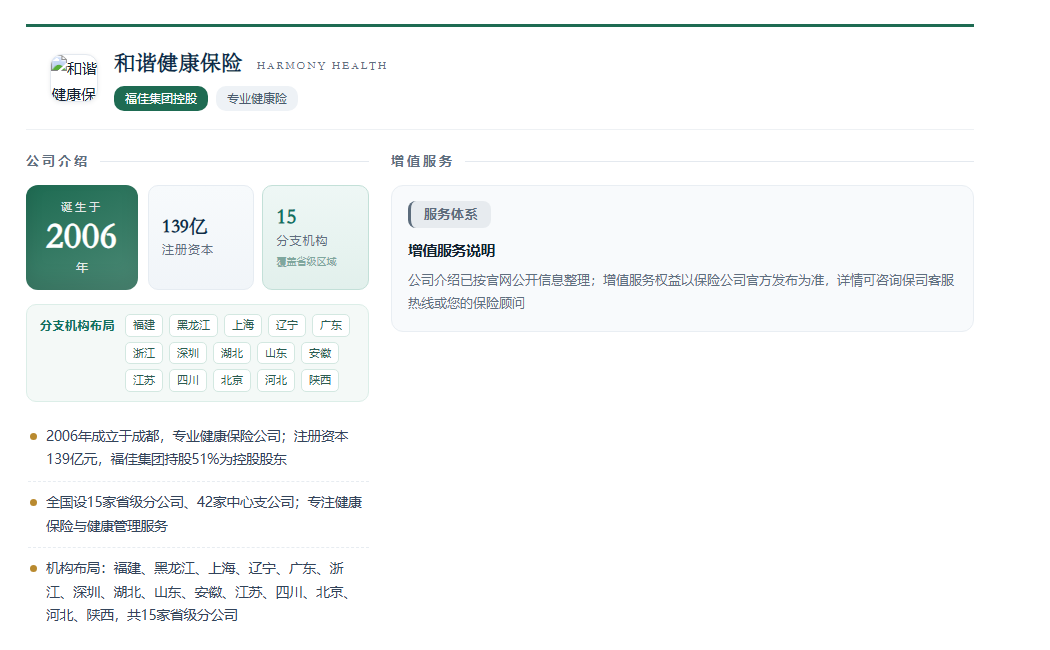 和谐
健康保
和谐健康保险 HARMONY HEALTH
福佳集团控股 专业健康险
公司介绍
诞生于
2006
年
139亿
注册资本
15
分支机构
覆盖省级区域
分支机构布局 福建 黑龙江 上海 辽宁 广东
浙江 深圳 湖北 山东 安徽
江苏 四川 北京 河北 陕西
2006年成立于成都，专业健康保险公司；注册资本
139亿元，福佳集团持股51%为控股股东
全国设15家省级分公司、42家中心支公司；专注健康
保险与健康管理服务
机构布局：福建、黑龙江、上海、辽宁、广东、浙
江、深圳、湖北、山东、安徽、江苏、四川、北京、
河北、陕西，共15家省级分公司
增值服务
服务体系
增值服务说明
公司介绍已按官网公开信息整理；增值服务权益以保险公司官方发布为准，详情可咨询保司客服
热线或您的保险顾问